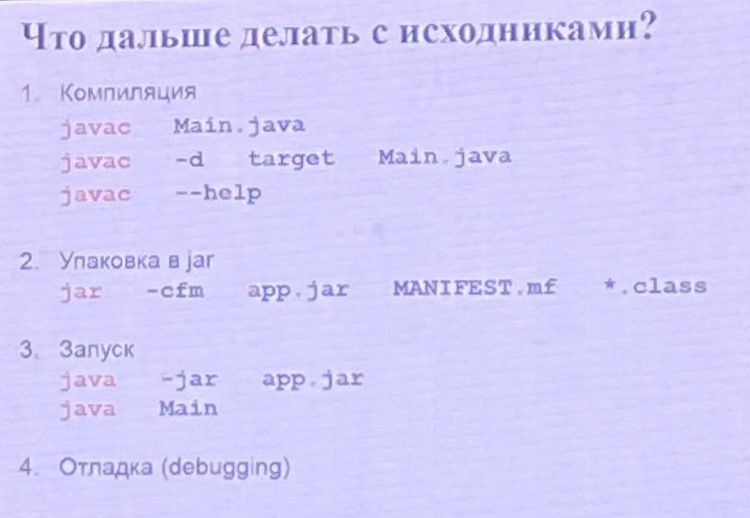 Что дальше делать с исходниками?
1. Компиляция
javac Main.java
javac -d target Main.java
javac --help
2. Упаковка в jar
jar -cfm app.jar MANIFEST.mf *.class
3. Запуск
java -jar app.jar
java Main
4. Отладка (debugging)